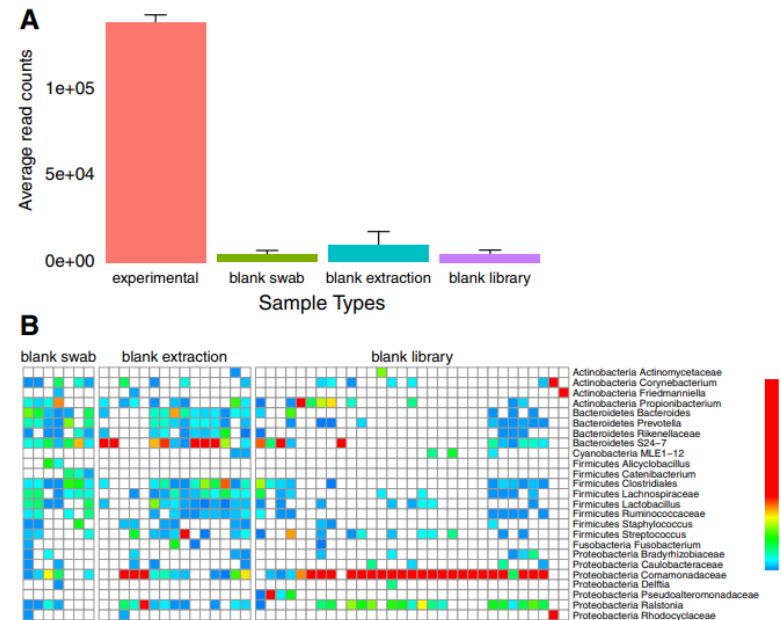 A
Average read counts
1e+05
5e+04
0e+00
experimental blank swab blank extraction blank library
Sample Types
B
blank swab blank extraction blank library
Actinobacteria Actinomycetaceae
Actinobacteria Corynebacterium
Actinobacteria Friedmanniella
Actinobacteria Propionibacterium
Bacteroidetes Bacteroides
Bacteroidetes Prevotella
Bacteroidetes Rikenellaceae
Bacteroidetes S24-7
Cyanobacteria MLE1-12
Firmicutes Alicyclobacillus
Firmicutes Catenibacterium
Firmicutes Clostridiales
Firmicutes Lachnospiraceae
Firmicutes Lactobacillus
Firmicutes Ruminococcaceae
Firmicutes Staphylococcus
Firmicutes Streptococcus
Fusobacteria Fusobacterium
Proteobacteria Bradyrhizobiaceae
Proteobacteria Caulobacteraceae
Proteobacteria Comamonadaceae
Proteobacteria Delftia
Proteobacteria Pseudoalteromonadaceae
Proteobacteria Ralstonia
Proteobacteria Rhodocyclaceae